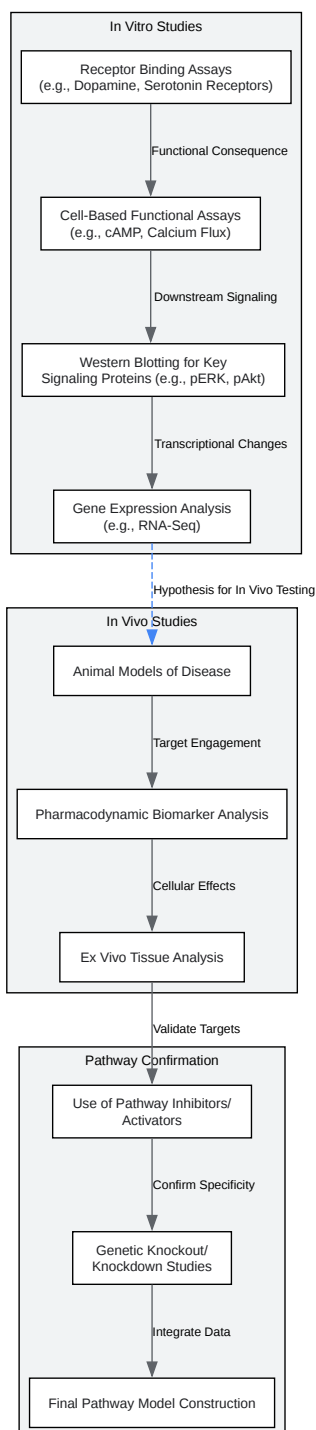 In Vitro Studies
Receptor Binding Assays
(e.g., Dopamine, Serotonin Receptors)
Functional Consequence
Cell-Based Functional Assays
(e.g., cAMP, Calcium Flux)
Downstream Signaling
Western Blotting for Key
Signaling Proteins (e.g., pERK, pAkt)
Transcriptional Changes
Gene Expression Analysis
(e.g., RNA-Seq)
Hypothesis for In Vivo Testing
In Vivo Studies
Animal Models of Disease
Target Engagement
Pharmacodynamic Biomarker Analysis
Cellular Effects
Ex Vivo Tissue Analysis
Validate Targets
Pathway Confirmation
Use of Pathway Inhibitors/
Activators
Confirm Specificity
Genetic Knockout/
Knockdown Studies
Integrate Data
Final Pathway Model Construction